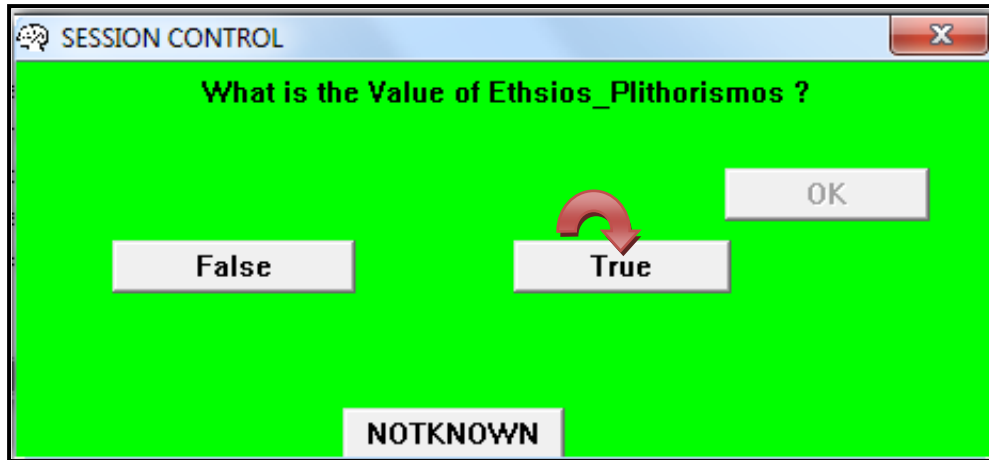 SESSION CONTROL
What is the Value of Ethsios_Plithorismos ?
OK
False
True
NOTKNOWN